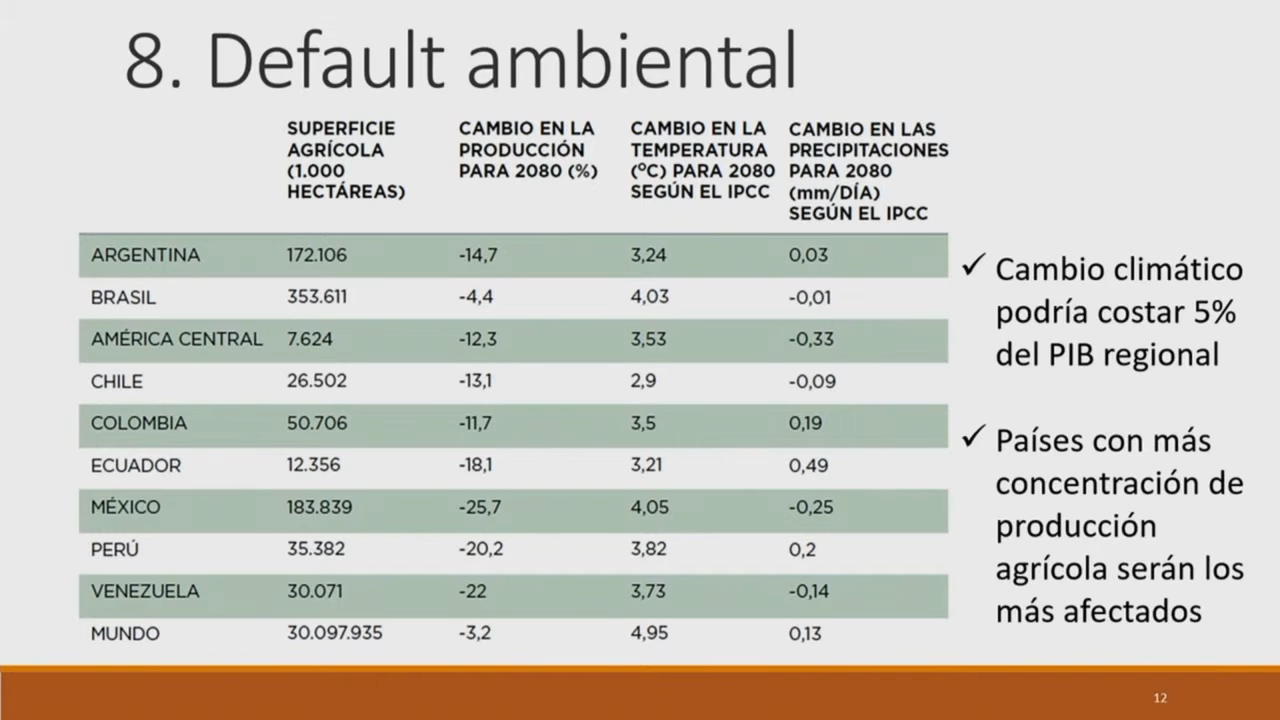 8. Default ambiental
SUPERFICIE
AGRÍCOLA
(1.000
HECTÁREAS)
CAMBIO EN LA
PRODUCCIÓN
PARA 2080 (%)
CAMBIO EN LA
TEMPERATURA
(ºC) PARA 2080
SEGÚN EL IPCC
CAMBIO EN LAS
PRECIPITACIONES
PARA 2080
(mm/DÍA)
SEGÚN EL IPCC
ARGENTINA 172.106 -14,7 3,24 0,03
BRASIL 353.611 -4,4 4,03 -0,01
AMÉRICA CENTRAL 7.624 -12,3 3,53 -0,33
CHILE 26.502 -13,1 2,9 -0,09
COLOMBIA 50.706 -11,7 3,5 0,19
ECUADOR 12.356 -18,1 3,21 0,49
MÉXICO 183.839 -25,7 4,05 -0,25
PERÚ 35.382 -20,2 3,82 0,2
VENEZUELA 30.071 -22 3,73 -0,14
MUNDO 30.097.935 -3,2 4,95 0,13
✓ Cambio climático
podría costar 5%
del PIB regional
✓ Países con más
concentración de
producción
agrícola serán los
más afectados
12